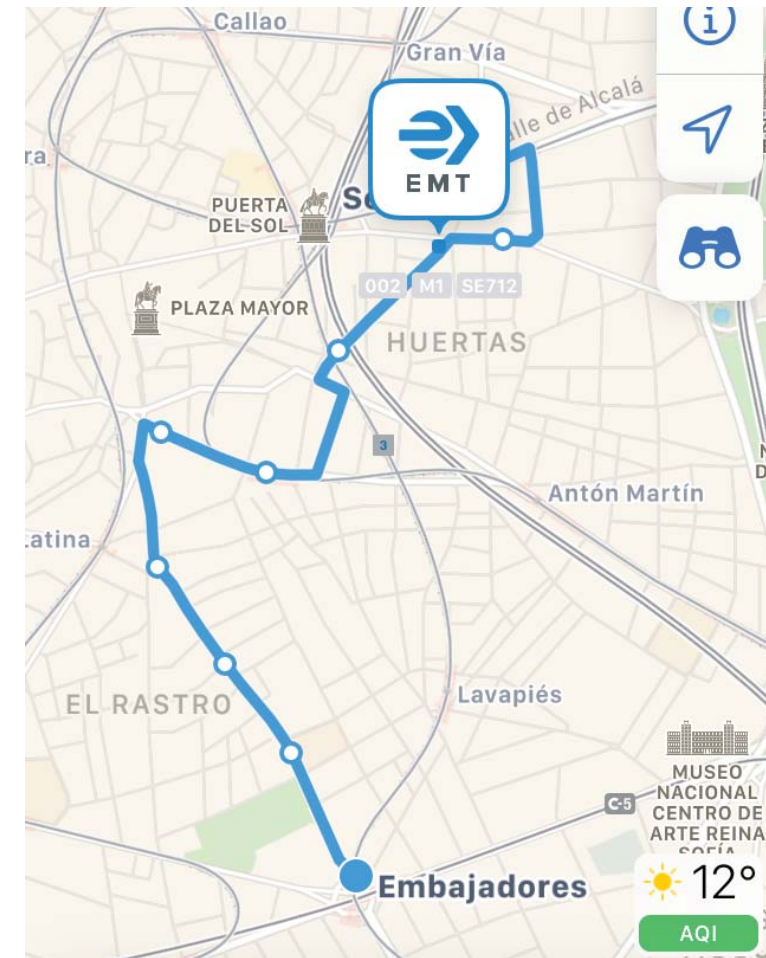 Callao
Gran Vía
Calle de Alcalá
EMT
PUERTA
DEL SOL
002 M1 SE712
PLAZA MAYOR
HUERTAS
3
Antón Martín
Latina
EL RASTRO
Lavapiés
MUSEO
NACIONAL
CENTRO DE
ARTE REINA
SOFÍA
C-5
Embajadores
12°
AQI